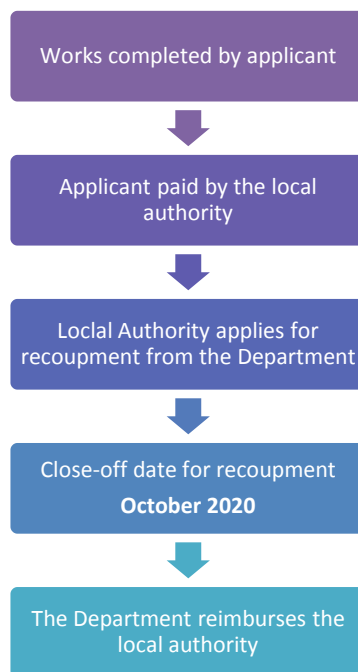 Works completed by applicant
Applicant paid by the local
authority
Loclal Authority applies for
recoupment from the Department
Close-off date for recoupment
October 2020
The Department reimburses the
local authority